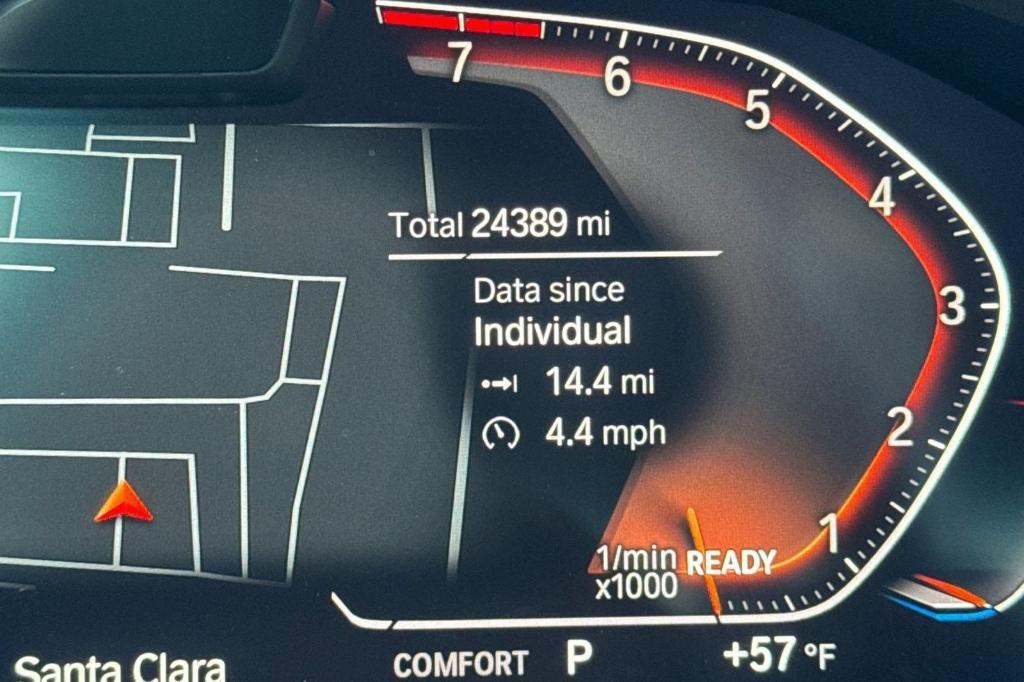 7
6
5
4
3
2
1
Total 24389 mi
Data since
Individual
14.4 mi
4.4 mph
1/min READY
x1000
Santa Clara
COMFORT P +57 °F